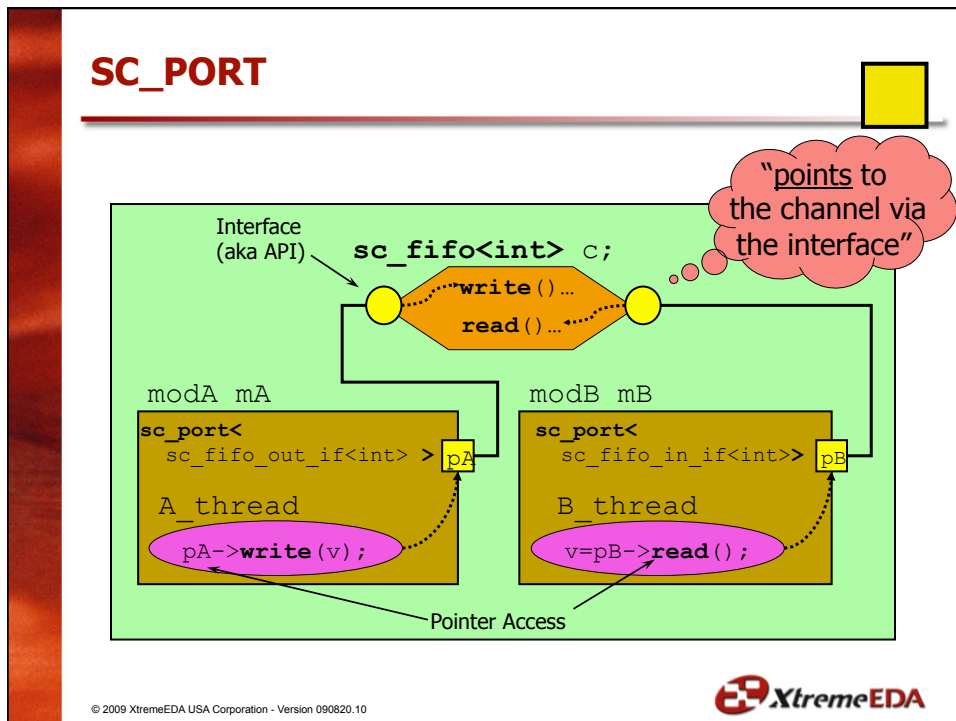 SC_PORT
"points to
the channel via
the interface"
Interface
(aka API)
sc_fifo<int> c;
write()…
read()…
modA mA
sc_port<
sc_fifo_out_if<int> >
pA
A_thread
pA->write(v);
modB mB
sc_port<
sc_fifo_in_if<int>>
pB
B_thread
v=pB->read();
Pointer Access
© 2009 XtremeEDA USA Corporation - Version 090820.10
XtremeEDA